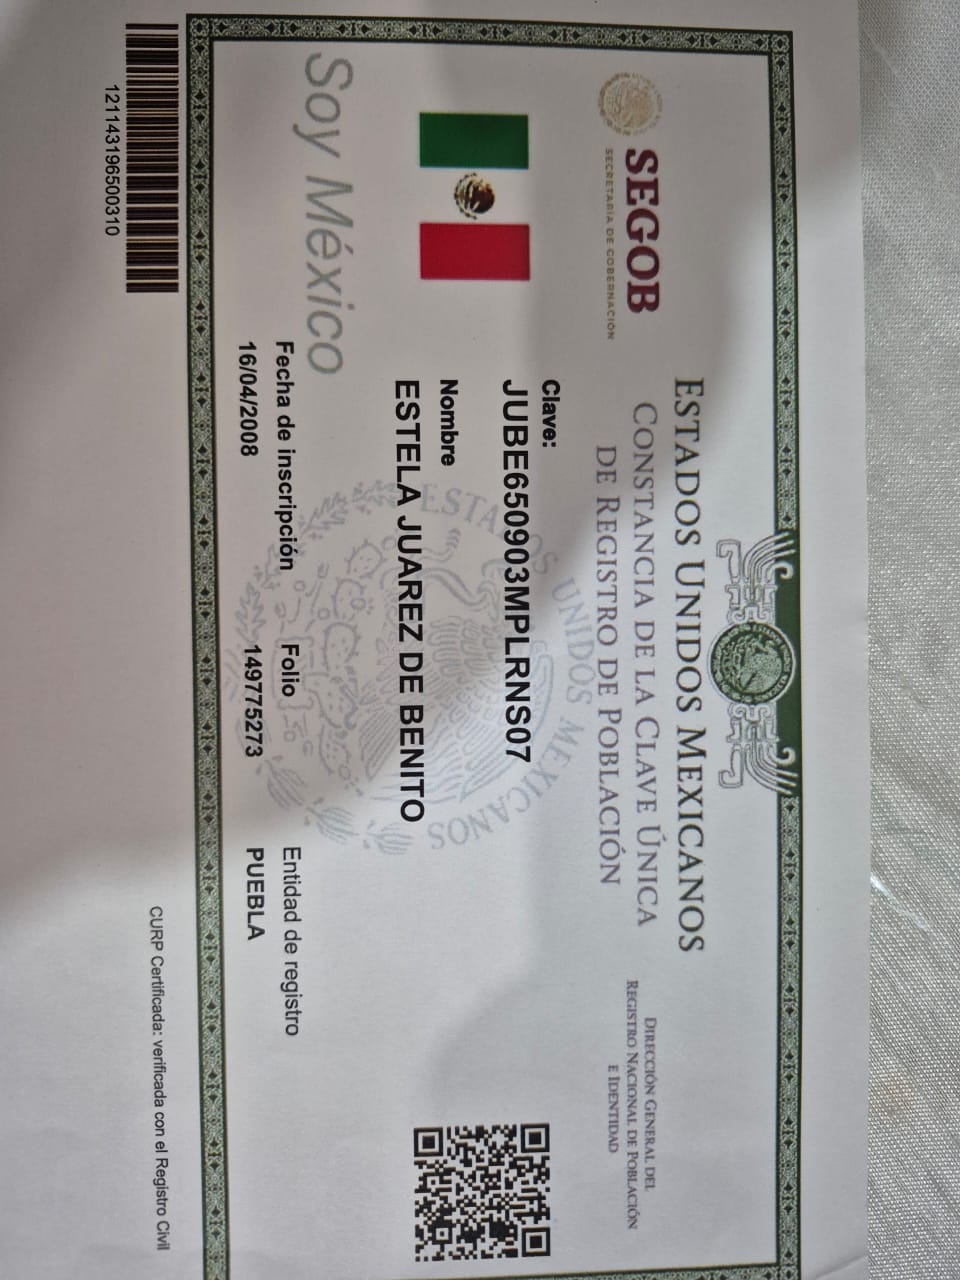 ESTADOS UNIDOS MEXICANOS
CONSTANCIA DE LA CLAVE ÚNICA
DE REGISTRO DE POBLACIÓN
SEGOB
SECRETARÍA DE GOBERNACIÓN
DIRECCIÓN GENERAL DEL
REGISTRO NACIONAL DE POBLACIÓN
E IDENTIDAD
Clave:
JUBE650903MPLRNS07
Nombre
ESTELA JUAREZ DE BENITO
Fecha de inscripción
16/04/2008
Folio
149775273
Entidad de registro
PUEBLA
Soy México
ESTADOS UNIDOS MEXICANOS
121143196500310
CURP Certificada: verificada con el Registro Civil